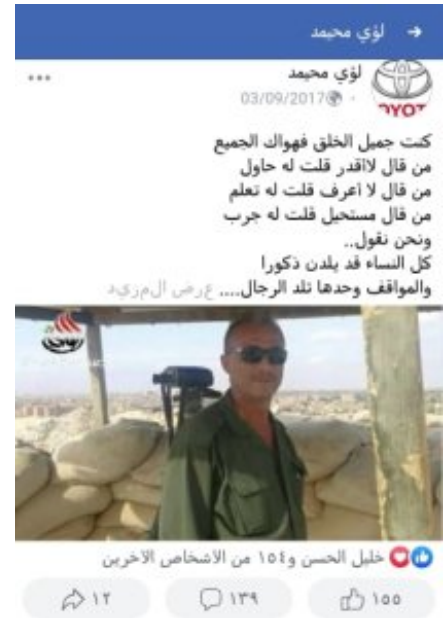 لؤي محيمد
لؤي محيمد
03/09/2017
OYOT
كنت جميل الخلق فهواك الجميع
من قال لااقدر قلت له حاول
من قال لا أعرف قلت له تعلم
من قال مستحيل قلت له جرب
ونحن نقول..
كل النساء قد يلدن ذكورا
والمواقف وحدها تلد الرجال.... عرض المزيد
خليل الحسن و١٥٤ من الأشخاص الآخرين
١٥٥
١٣٩
١٢